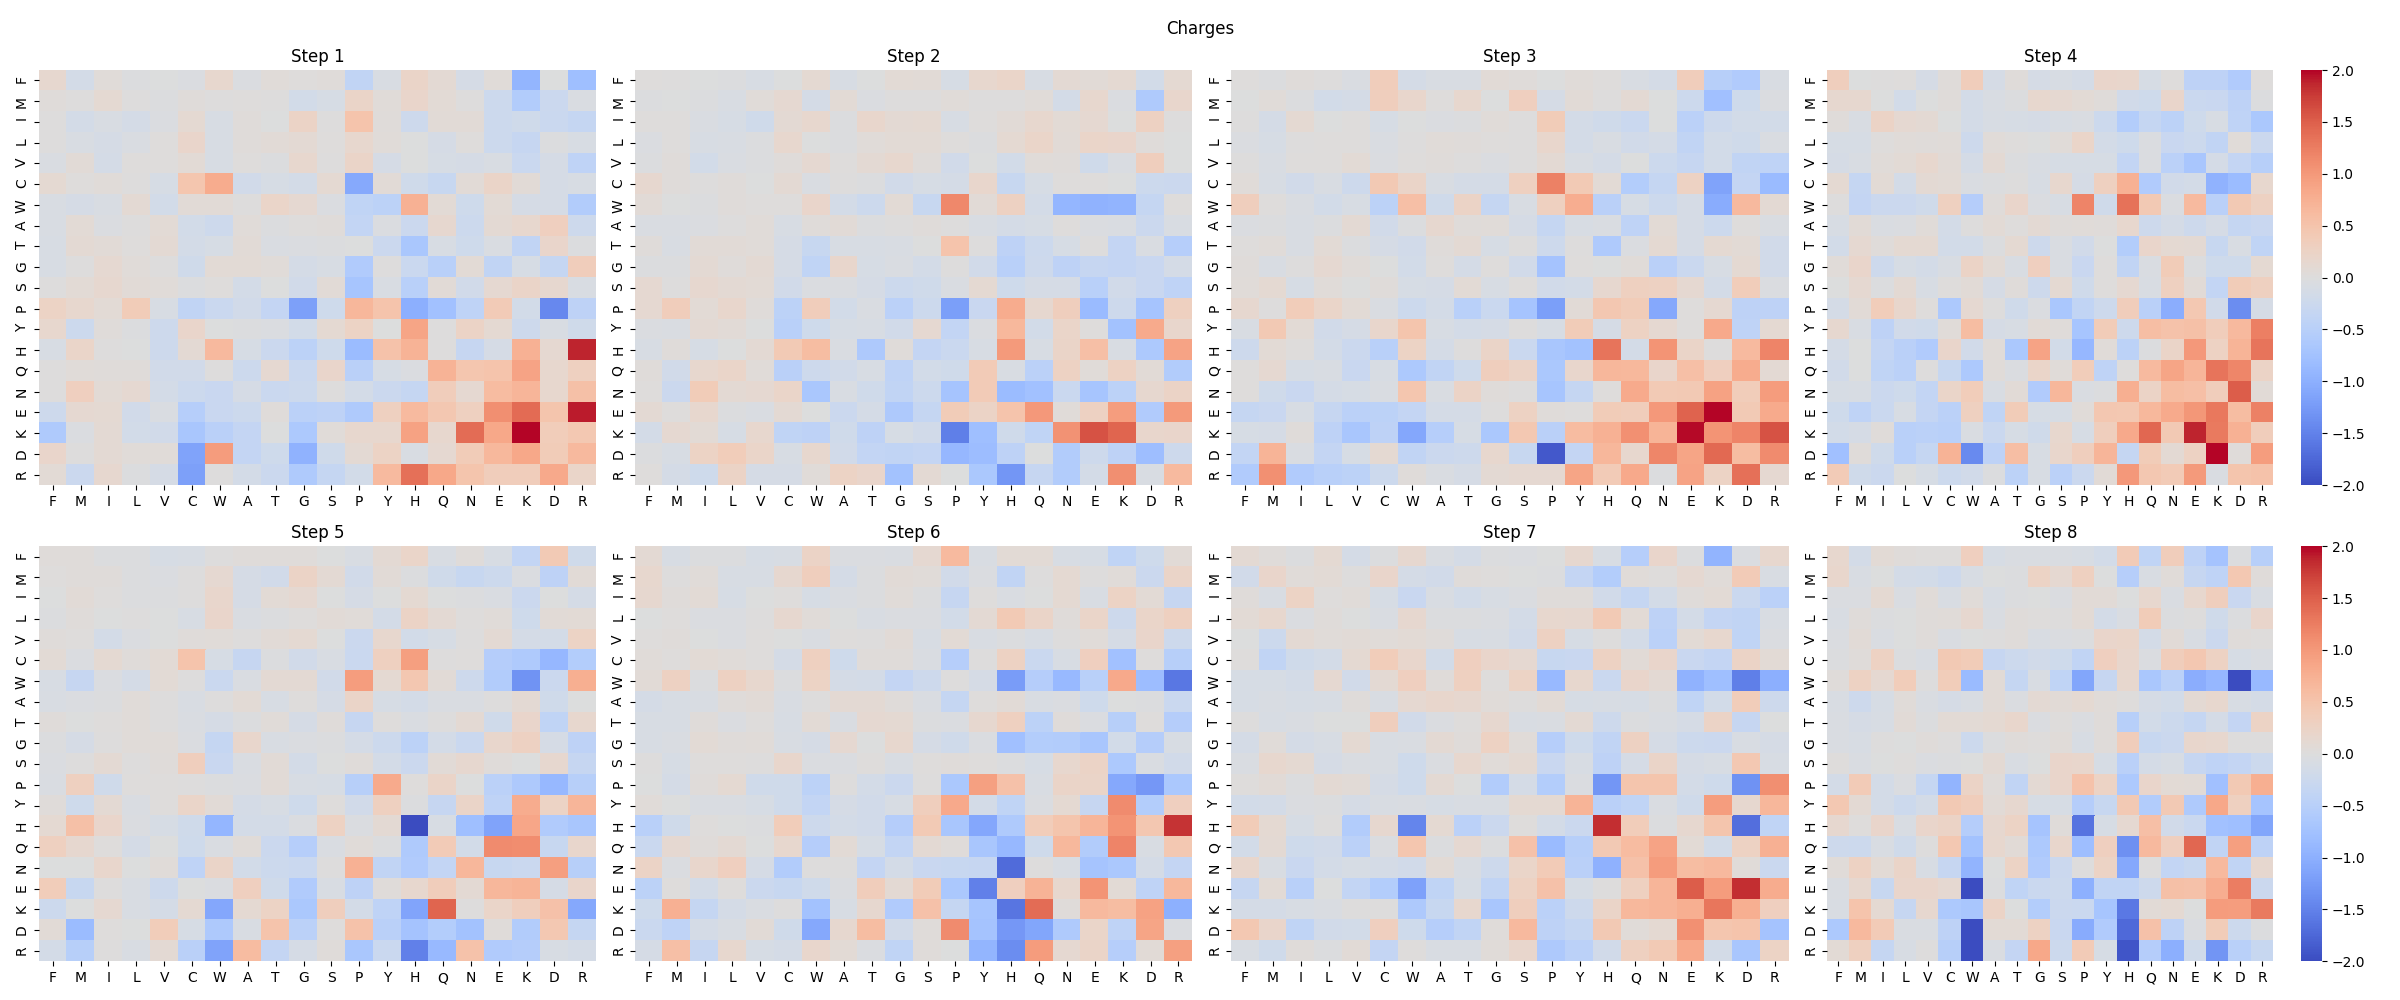 Charges
Step 1
Step 2
Step 3
Step 4
F
M
I
L
V
C
W
A
T
G
S
P
Y
H
Q
N
E
K
D
R
F M I L V C W A T G S P Y H Q N E K D R
F
M
I
L
V
C
W
A
T
G
S
P
Y
H
Q
N
E
K
D
R
F M I L V C W A T G S P Y H Q N E K D R
F
M
I
L
V
C
W
A
T
G
S
P
Y
H
Q
N
E
K
D
R
F M I L V C W A T G S P Y H Q N E K D R
F
M
I
L
V
C
W
A
T
G
S
P
Y
H
Q
N
E
K
D
R
F M I L V C W A T G S P Y H Q N E K D R
2.0
1.5
1.0
0.5
0.0
−0.5
−1.0
−1.5
−2.0
Step 5
Step 6
Step 7
Step 8
F
M
I
L
V
C
W
A
T
G
S
P
Y
H
Q
N
E
K
D
R
F M I L V C W A T G S P Y H Q N E K D R
F
M
I
L
V
C
W
A
T
G
S
P
Y
H
Q
N
E
K
D
R
F M I L V C W A T G S P Y H Q N E K D R
F
M
I
L
V
C
W
A
T
G
S
P
Y
H
Q
N
E
K
D
R
F M I L V C W A T G S P Y H Q N E K D R
F
M
I
L
V
C
W
A
T
G
S
P
Y
H
Q
N
E
K
D
R
F M I L V C W A T G S P Y H Q N E K D R
2.0
1.5
1.0
0.5
0.0
−0.5
−1.0
−1.5
−2.0